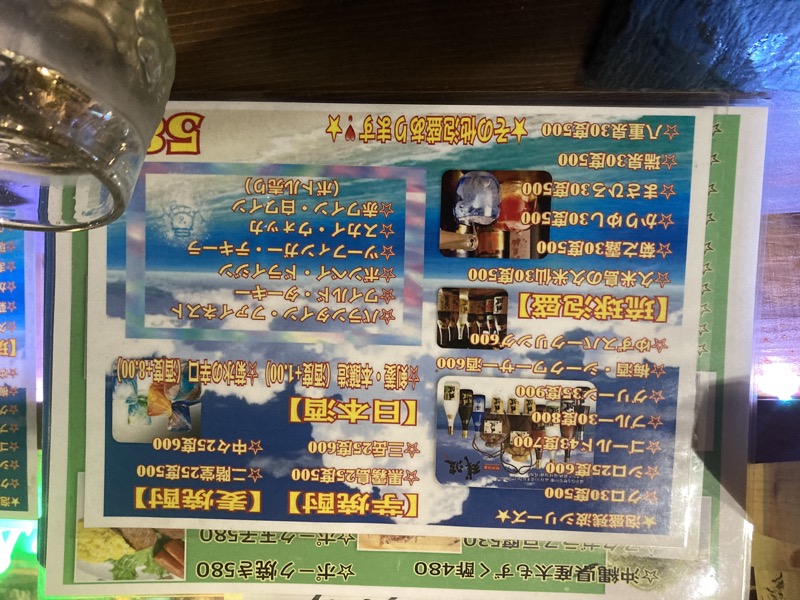 ☆沖縄県産太もずく酢480
☆スクガラス豆腐530
☆ポーク焼き580
☆ポーク玉子580
★泡盛残波シリーズ★
☆クロ30度500
☆シロ25度600
☆ゴールド43度700
☆ブルー30度800
☆グリーン35度900
☆梅酒・シークワーサー酒600
☆ゆずスパークリング600
残波
【琉球泡盛】
☆久米島の久米仙30度500
☆菊之露30度500
☆かりゆし30度500
☆まさひろ30度500
☆瑞泉30度500
☆八重泉30度500
★その他泡盛あります❣★
【芋焼酎】
☆黒霧島25度500
☆三岳25度600
【麦焼酎】
☆二階堂25度500
☆中々25度600
【日本酒】
☆剣菱・本醸造（酒度+1.00）
☆菊水の辛口（酒度+8.00）
☆バランタイン・ファイネスト
☆ワイルド・ターキー
☆ボンベイ・ドライジン
☆ツーフィンガー・テキーラ
☆スカイ・ウォッカ
☆赤ワイン・白ワイン
（ボトル売り）